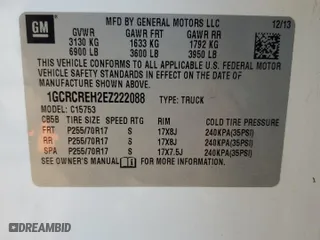 GM
MFD BY GENERAL MOTORS LLC 12/13
GVWR GAWR FRT GAWR RR
3130 KG 1633 KG 1792 KG
6900 LB 3600 LB 3950 LB
THIS VEHICLE CONFORMS TO ALL APPLICABLE U.S. FEDERAL MOTOR
VEHICLE SAFETY STANDARDS IN EFFECT ON THE DATE OF
MANUFACTURE SHOWN ABOVE.
1GCRCREH2EZ222088 TYPE: TRUCK
MODEL: C15753
CB5B TIRE SIZE SPEED RTG RIM COLD TIRE PRESSURE
FRT P255/70R17 S 17X8J 240KPA(35PSI)
RR P255/70R17 S 17X8J 240KPA(35PSI)
SPA P255/70R17 S 17X7.5J 240KPA(35PSI)
SEE OWNER'S MANUAL FOR MORE INFORMATION.
DREAMBID
© DREAMBID.COM